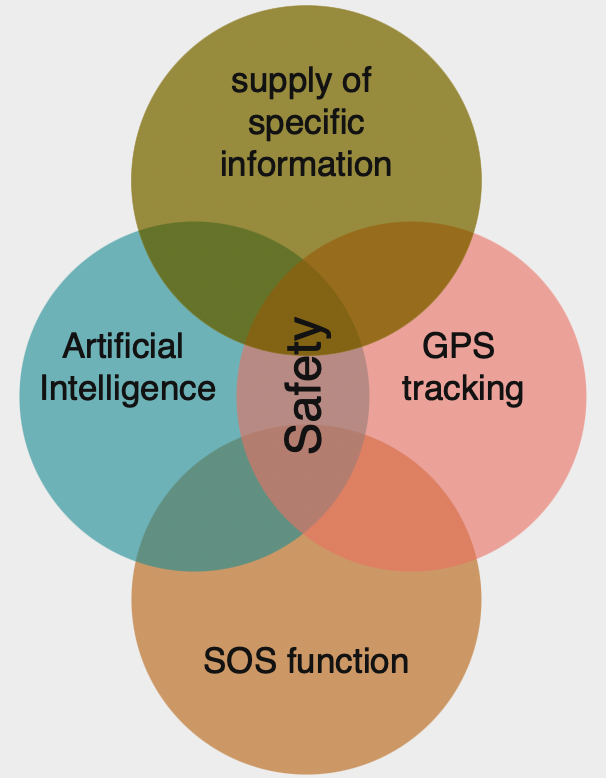 supply of
specific
information
Artificial
Intelligence
Safety
GPS
tracking
SOS function